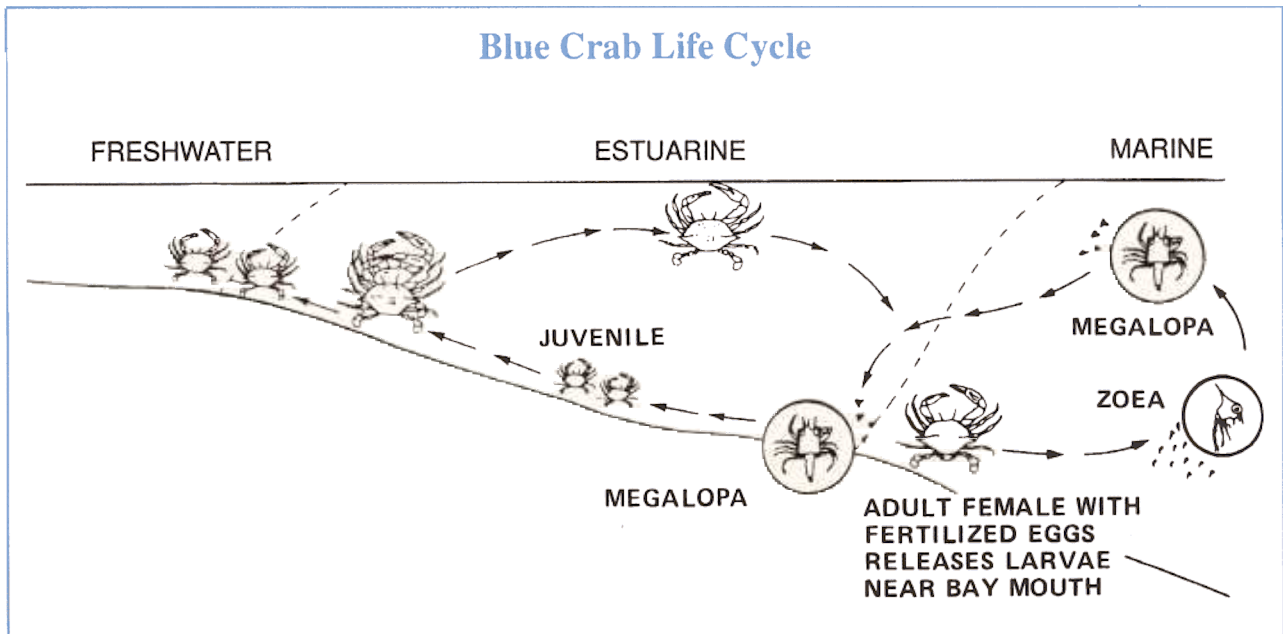 Blue Crab Life Cycle
FRESHWATER
ESTUARINE
MARINE
MEGALOPA
JUVENILE
ZOEA
MEGALOPA
ADULT FEMALE WITH
FERTILIZED EGGS
RELEASES LARVAE
NEAR BAY MOUTH